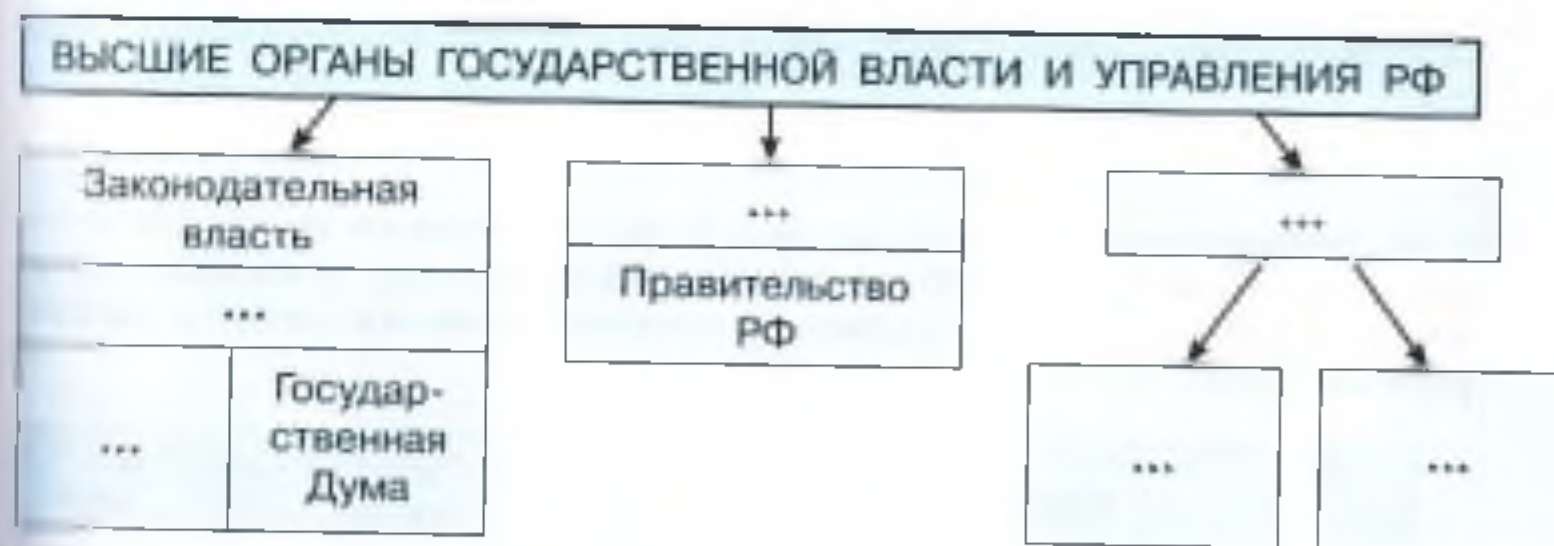 ВЫСШИЕ ОРГАНЫ ГОСУДАРСТВЕННОЙ ВЛАСТИ И УПРАВЛЕНИЯ РФ
Законодательная
власть
...
...
Государ-
ственная
Дума
...
Правительство
РФ
...
...
...